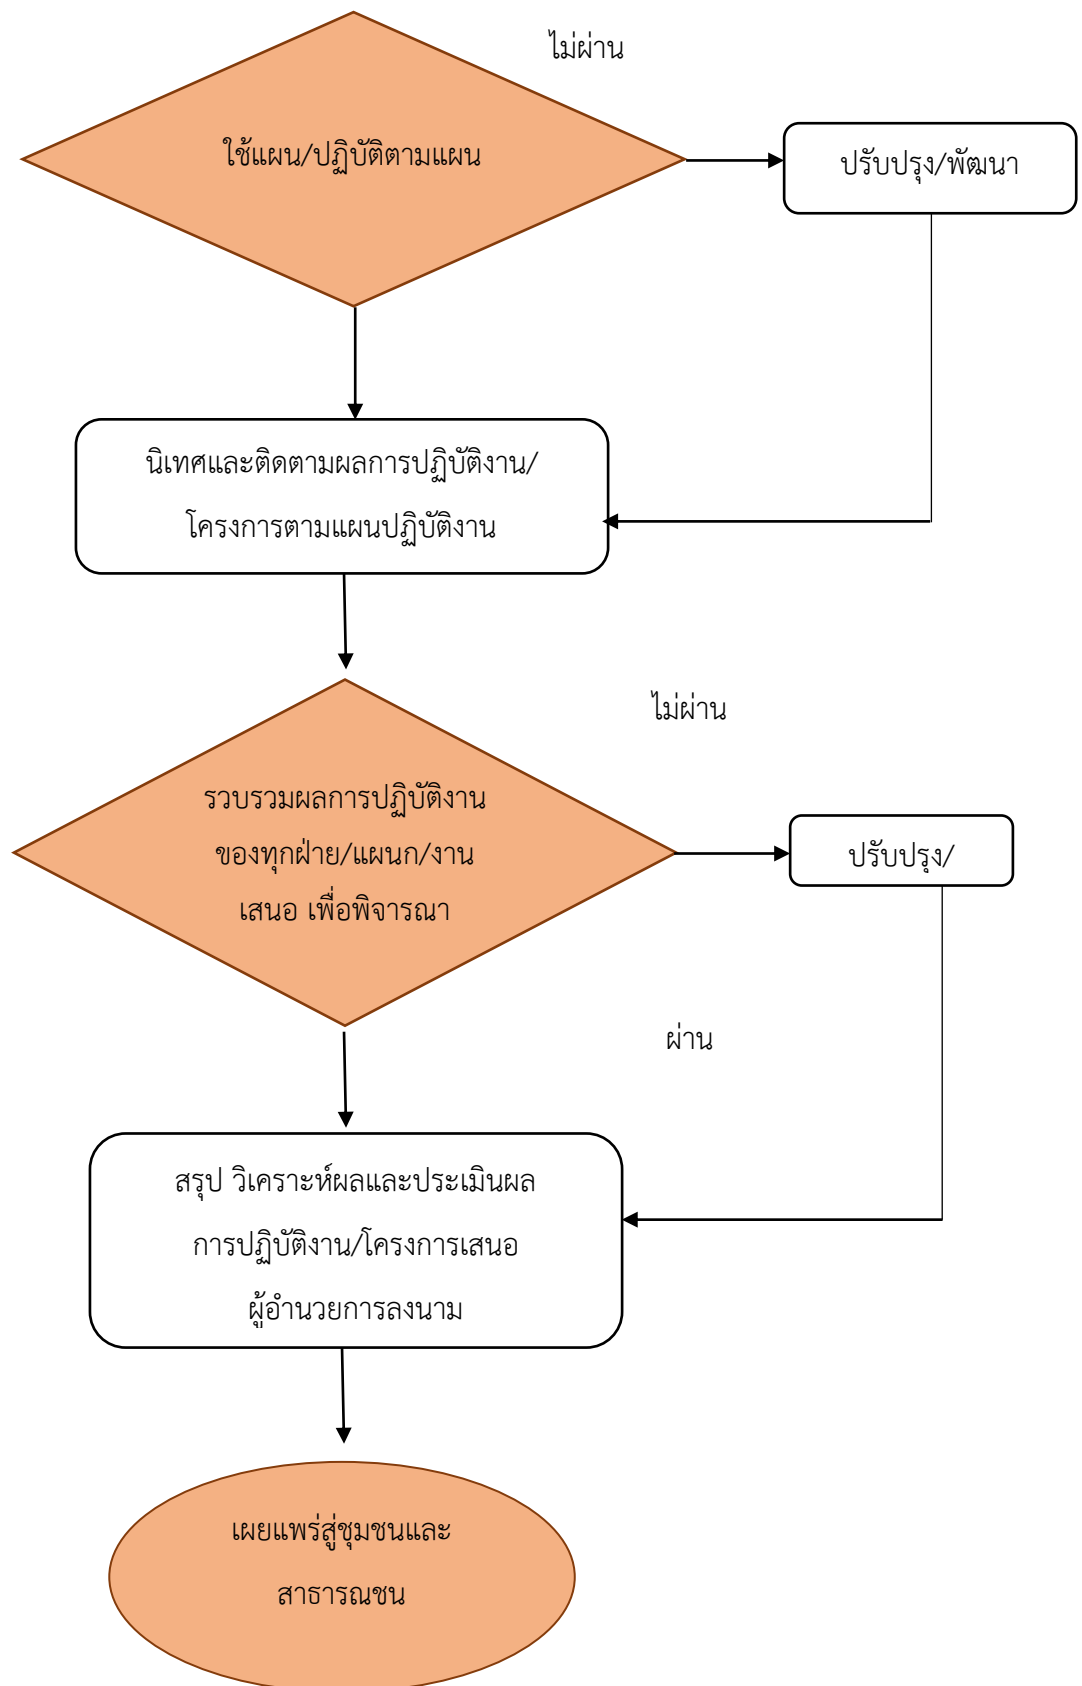 ไม่ผ่าน
ใช้แผน/ปฏิบัติตามแผน
ปรับปรุง/พัฒนา
นิเทศและติดตามผลการปฏิบัติงาน/
โครงการตามแผนปฏิบัติงาน
ไม่ผ่าน
รวบรวมผลการปฏิบัติงาน
ของทุกฝ่าย/แผนก/งาน
เสนอ เพื่อพิจารณา
ปรับปรุง/
ผ่าน
สรุป วิเคราะห์ผลและประเมินผล
การปฏิบัติงาน/โครงการเสนอ
ผู้อำนวยการลงนาม
เผยแพร่สู่ชุมชนและ
สาธารณชน